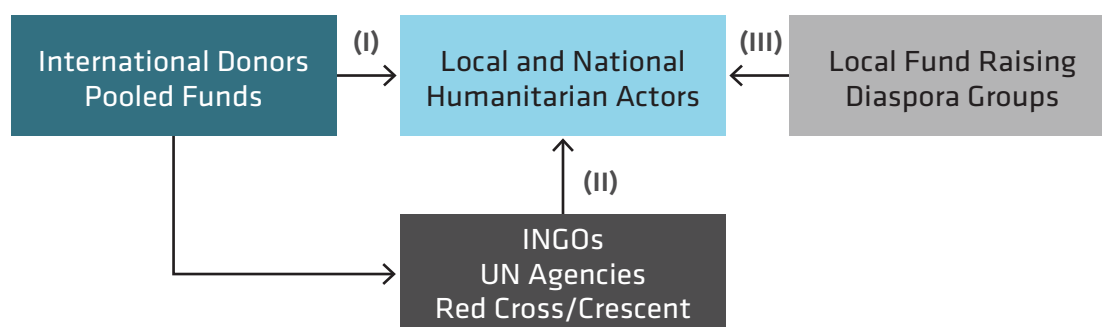 International Donors
Pooled Funds
(I)
Local and National
Humanitarian Actors
(III)
Local Fund Raising
Diaspora Groups
(II)
INGOs
UN Agencies
Red Cross/Crescent